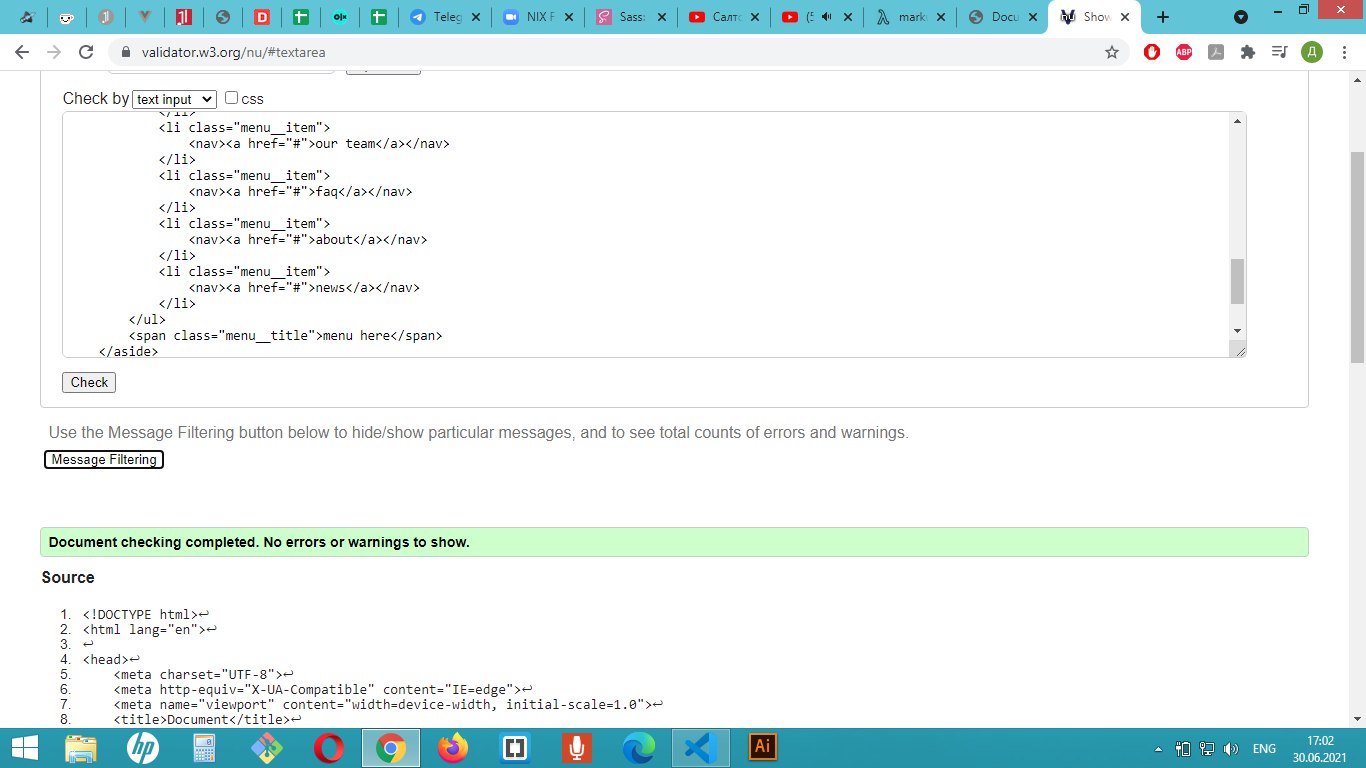 Teleg
NIX F
Sass:
Салто
(5
mark
Docu
Show
validator.w3.org/nu/#textarea
ABP
Д
Check by text input css
</li>
<li class="menu__item">
<nav><a href="#">our team</a></nav>
</li>
<li class="menu__item">
<nav><a href="#">faq</a></nav>
</li>
<li class="menu__item">
<nav><a href="#">about</a></nav>
</li>
<li class="menu__item">
<nav><a href="#">news</a></nav>
</li>
</ul>
<span class="menu__title">menu here</span>
</aside>
Check
Use the Message Filtering button below to hide/show particular messages, and to see total counts of errors and warnings.
Message Filtering
Document checking completed. No errors or warnings to show.
Source
1. <!DOCTYPE html>↩
2. <html lang="en">↩
3. ↩
4. <head>↩
5. <meta charset="UTF-8">↩
6. <meta http-equiv="X-UA-Compatible" content="IE=edge">↩
7. <meta name="viewport" content="width=device-width, initial-scale=1.0">↩
8. <title>Document</title>↩
hp
Ai
ENG
17:02
30.06.2021